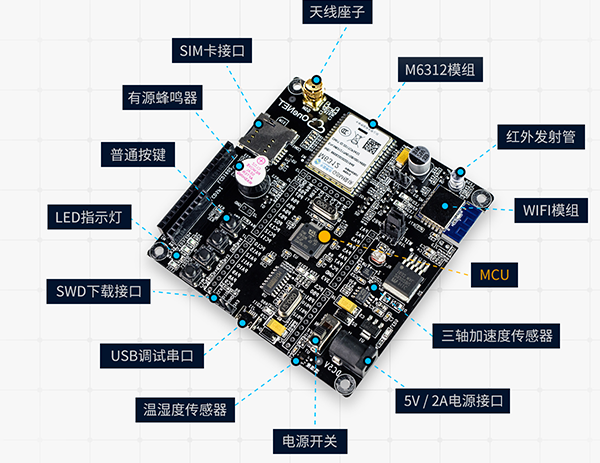 天线座子
SIM卡接口
M6312模组
有源蜂鸣器
红外发射管
普通按键
LED指示灯
WIFI模组
MCU
SWD下载接口
三轴加速度传感器
USB调试串口
5V / 2A电源接口
温湿度传感器
电源开关
OneNET
M6312
DC2A